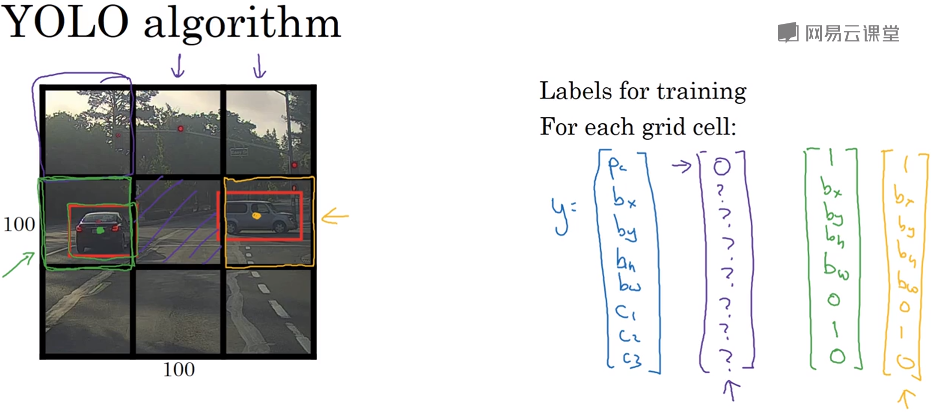 YOLO algorithm
网易云课堂
Labels for training
For each grid cell:
100
100
y=
Pc
bx
by
bh
bw
C1
C2
C3
0
?
?
?
?
?
?
?
1
bx
by
bh
bw
0
1
0
1
bx
by
bh
bw
0
1
0